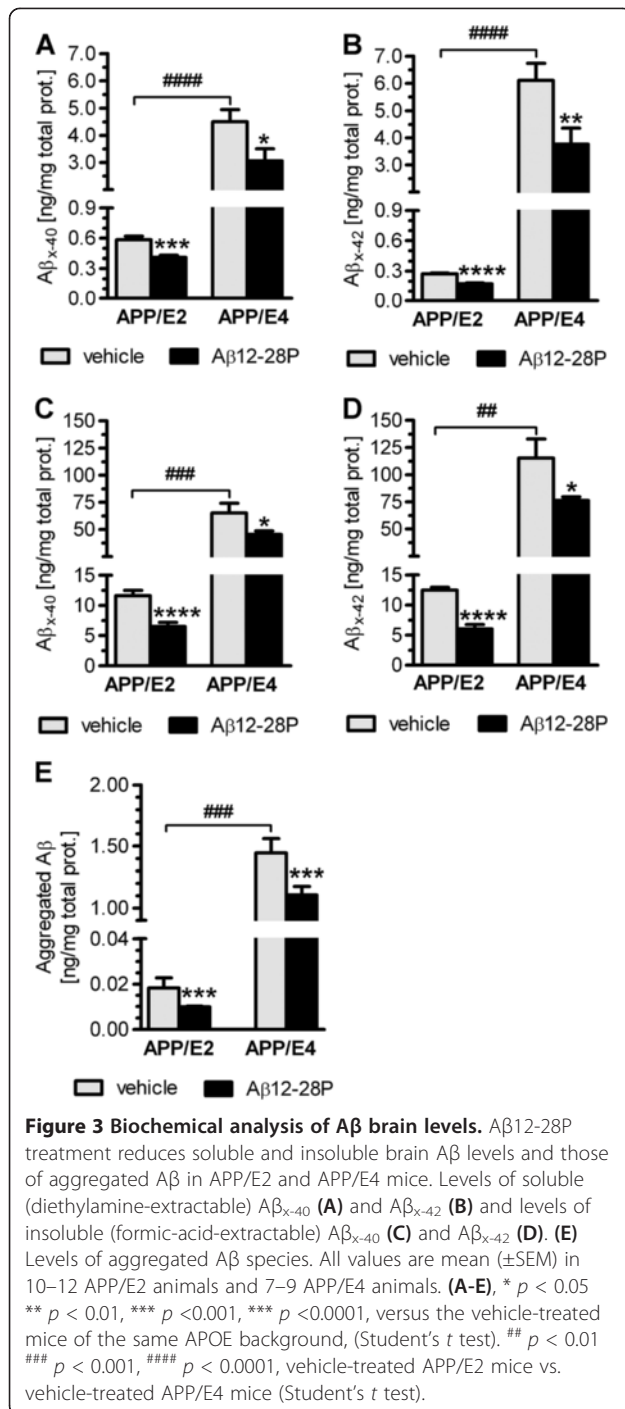 A
B
####
####
7.0
6.0
5.0
4.0
3.0
0.9
0.6
0.3
0.0
Aβx-40 [ng/mg total prot.]
***
*
APP/E2 APP/E4
7.0
6.0
5.0
4.0
3.0
0.9
0.6
0.3
0.0
Aβx-42 [ng/mg total prot.]
****
**
APP/E2 APP/E4
vehicle Aβ12-28P
vehicle Aβ12-28P
C
D
###
##
150
125
100
75
50
15
10
5
0
Aβx-40 [ng/mg total prot.]
****
*
APP/E2 APP/E4
150
125
100
75
50
15
10
5
0
Aβx-42 [ng/mg total prot.]
****
*
APP/E2 APP/E4
vehicle Aβ12-28P
vehicle Aβ12-28P
E
###
2.00
1.50
1.00
0.04
0.02
0.00
Aggregated Aβ
[ng/mg total prot.]
***
***
APP/E2 APP/E4
vehicle Aβ12-28P
Figure 3 Biochemical analysis of Aβ brain levels. Aβ12-28P
treatment reduces soluble and insoluble brain Aβ levels and those
of aggregated Aβ in APP/E2 and APP/E4 mice. Levels of soluble
(diethylamine-extractable) Aβx-40 (A) and Aβx-42 (B) and levels of
insoluble (formic-acid-extractable) Aβx-40 (C) and Aβx-42 (D). (E)
Levels of aggregated Aβ species. All values are mean (±SEM) in
10–12 APP/E2 animals and 7–9 APP/E4 animals. (A-E), * p < 0.05
** p < 0.01, *** p <0.001, *** p <0.0001, versus the vehicle-treated
mice of the same APOE background, (Student's t test). ## p < 0.01
### p < 0.001, #### p < 0.0001, vehicle-treated APP/E2 mice vs.
vehicle-treated APP/E4 mice (Student's t test).